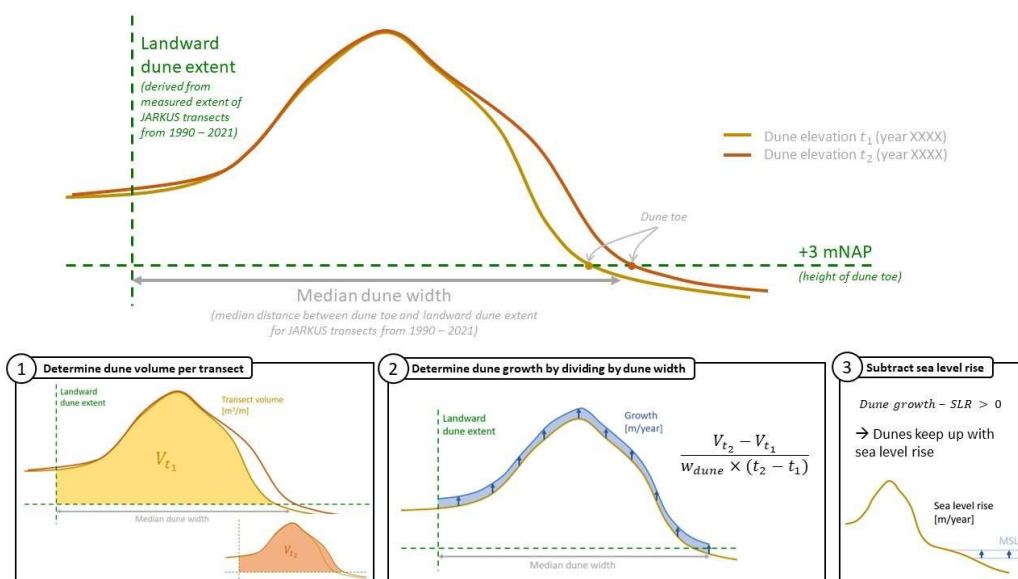 Landward
dune extent
(derived from
measured extent of
JARKUS transects
from 1990 – 2021)
Dune elevation t₁ (year XXXX)
Dune elevation t₂ (year XXXX)
Dune toe
+3 mNAP
(height of dune toe)
Median dune width
(median distance between dune toe and landward dune extent
for JARKUS transects from 1990 – 2021)
1 Determine dune volume per transect
Landward
dune extent
Transect volume
[m³/m]
Vₜ₁
Median dune width
Vₜ₂
2 Determine dune growth by dividing by dune width
Landward
dune extent
Growth
[m/year]
Vₜ₂ − Vₜ₁
w_dune × (t₂ − t₁)
Median dune width
3 Subtract sea level rise
Dune growth − SLR > 0
→ Dunes keep up with
sea level rise
Sea level rise
[m/year]
MSL